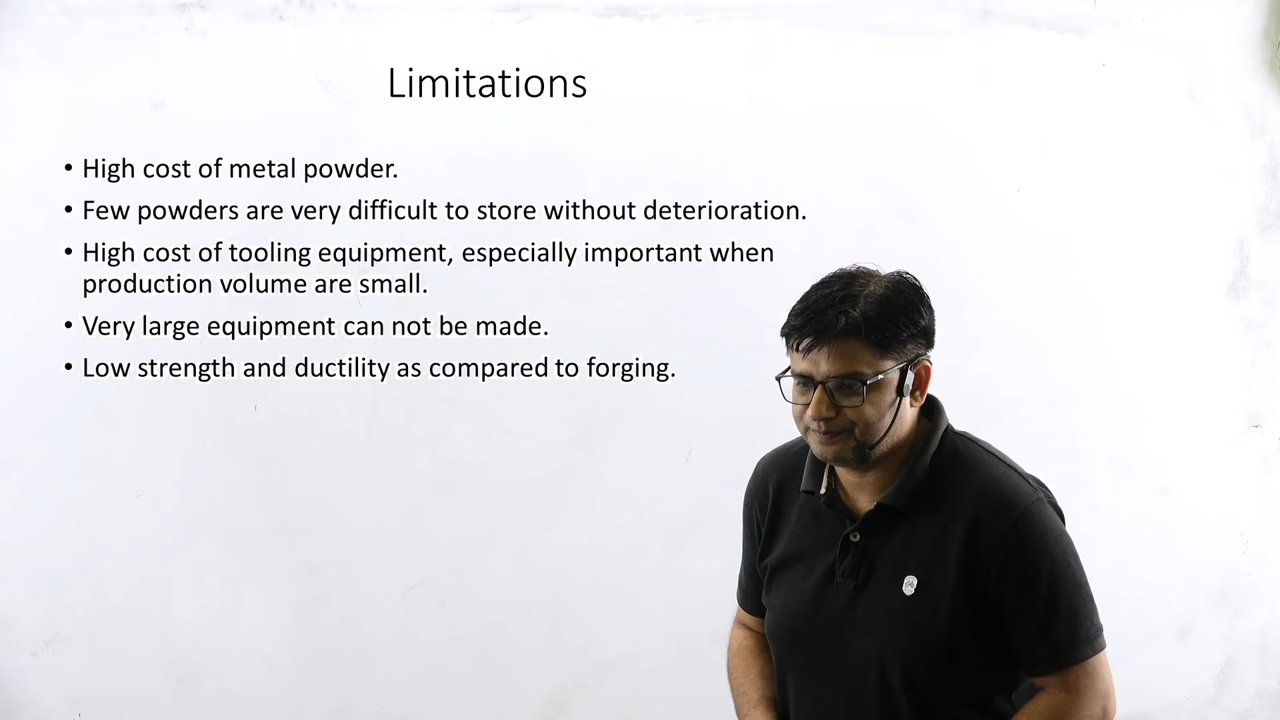 Limitations
• High cost of metal powder.
• Few powders are very difficult to store without deterioration.
• High cost of tooling equipment, especially important when
production volume are small.
• Very large equipment can not be made.
• Low strength and ductility as compared to forging.